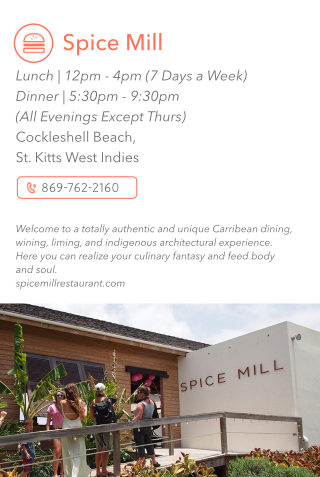 Spice Mill
Lunch | 12pm - 4pm (7 Days a Week)
Dinner | 5:30pm - 9:30pm
(All Evenings Except Thurs)
Cockleshell Beach,
St. Kitts West Indies
869-762-2160
Welcome to a totally authentic and unique Carribean dining,
wining, liming, and indigenous architectural experience.
Here you can realize your culinary fantasy and feed body
and soul.
spicemillrestaurant.com
SPICE MILL